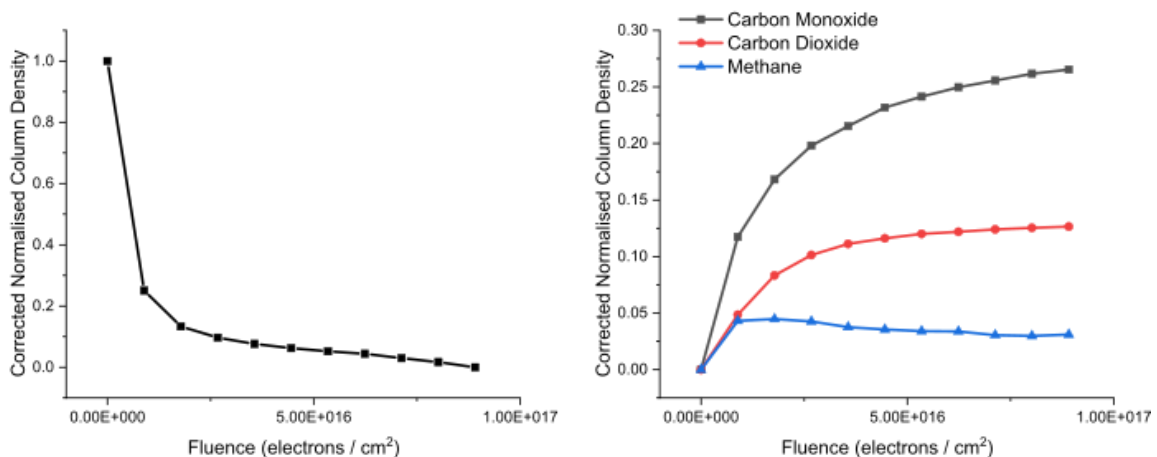 Corrected Normalised Column Density
1.0
0.8
0.6
0.4
0.2
0.0
0.00E+000
5.00E+016
1.00E+017
Fluence (electrons / cm²)
Carbon Monoxide
Carbon Dioxide
Methane
Corrected Normalised Column Density
0.30
0.25
0.20
0.15
0.10
0.05
0.00
0.00E+000
5.00E+016
1.00E+017
Fluence (electrons / cm²)